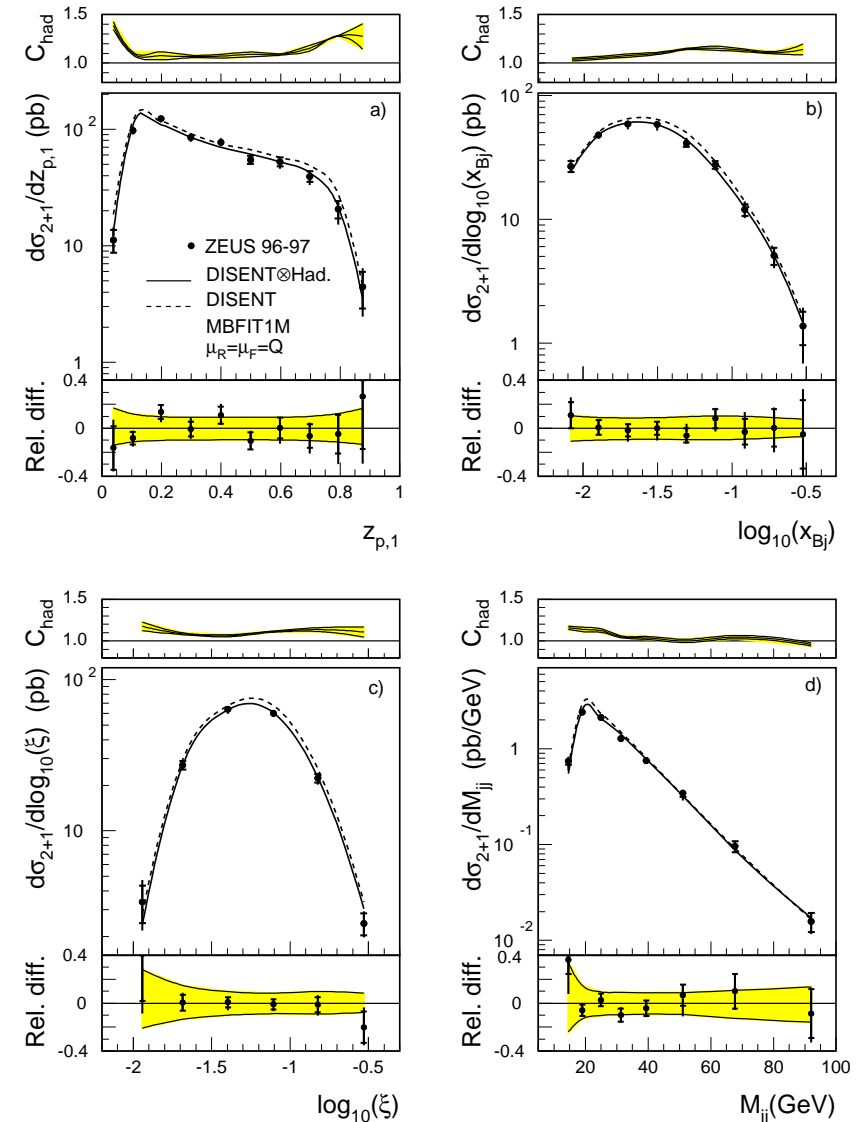 C_had
1.5
1.0
dσ_2+1/dz_p,1 (pb)
10^2
10
1
a)
ZEUS 96-97
DISENT⊗Had.
DISENT
MBFIT1M
μ_R=μ_F=Q
Rel. diff.
0.4
0
-0.4
0 0.2 0.4 0.6 0.8 1
z_p,1
C_had
1.5
1.0
dσ_2+1/dlog_10(x_Bj) (pb)
10^2
10
1
b)
Rel. diff.
0.4
0
-0.4
-2 -1.5 -1 -0.5
log_10(x_Bj)
C_had
1.5
1.0
dσ_2+1/dlog_10(ξ) (pb)
10^2
10
c)
Rel. diff.
0.4
0
-0.4
-2 -1.5 -1 -0.5
log_10(ξ)
C_had
1.5
1.0
dσ_2+1/dM_jj (pb/GeV)
10
1
10^-1
10^-2
d)
Rel. diff.
0.4
0
-0.4
20 40 60 80 100
M_jj(GeV)